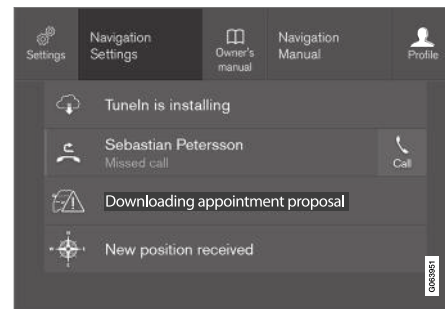 Settings
Navigation
Settings
Owner's
manual
Navigation
Manual
Profile
TuneIn is installing
Sebastian Petersson
Missed call
Call
Downloading appointment proposal
New position received
G063951